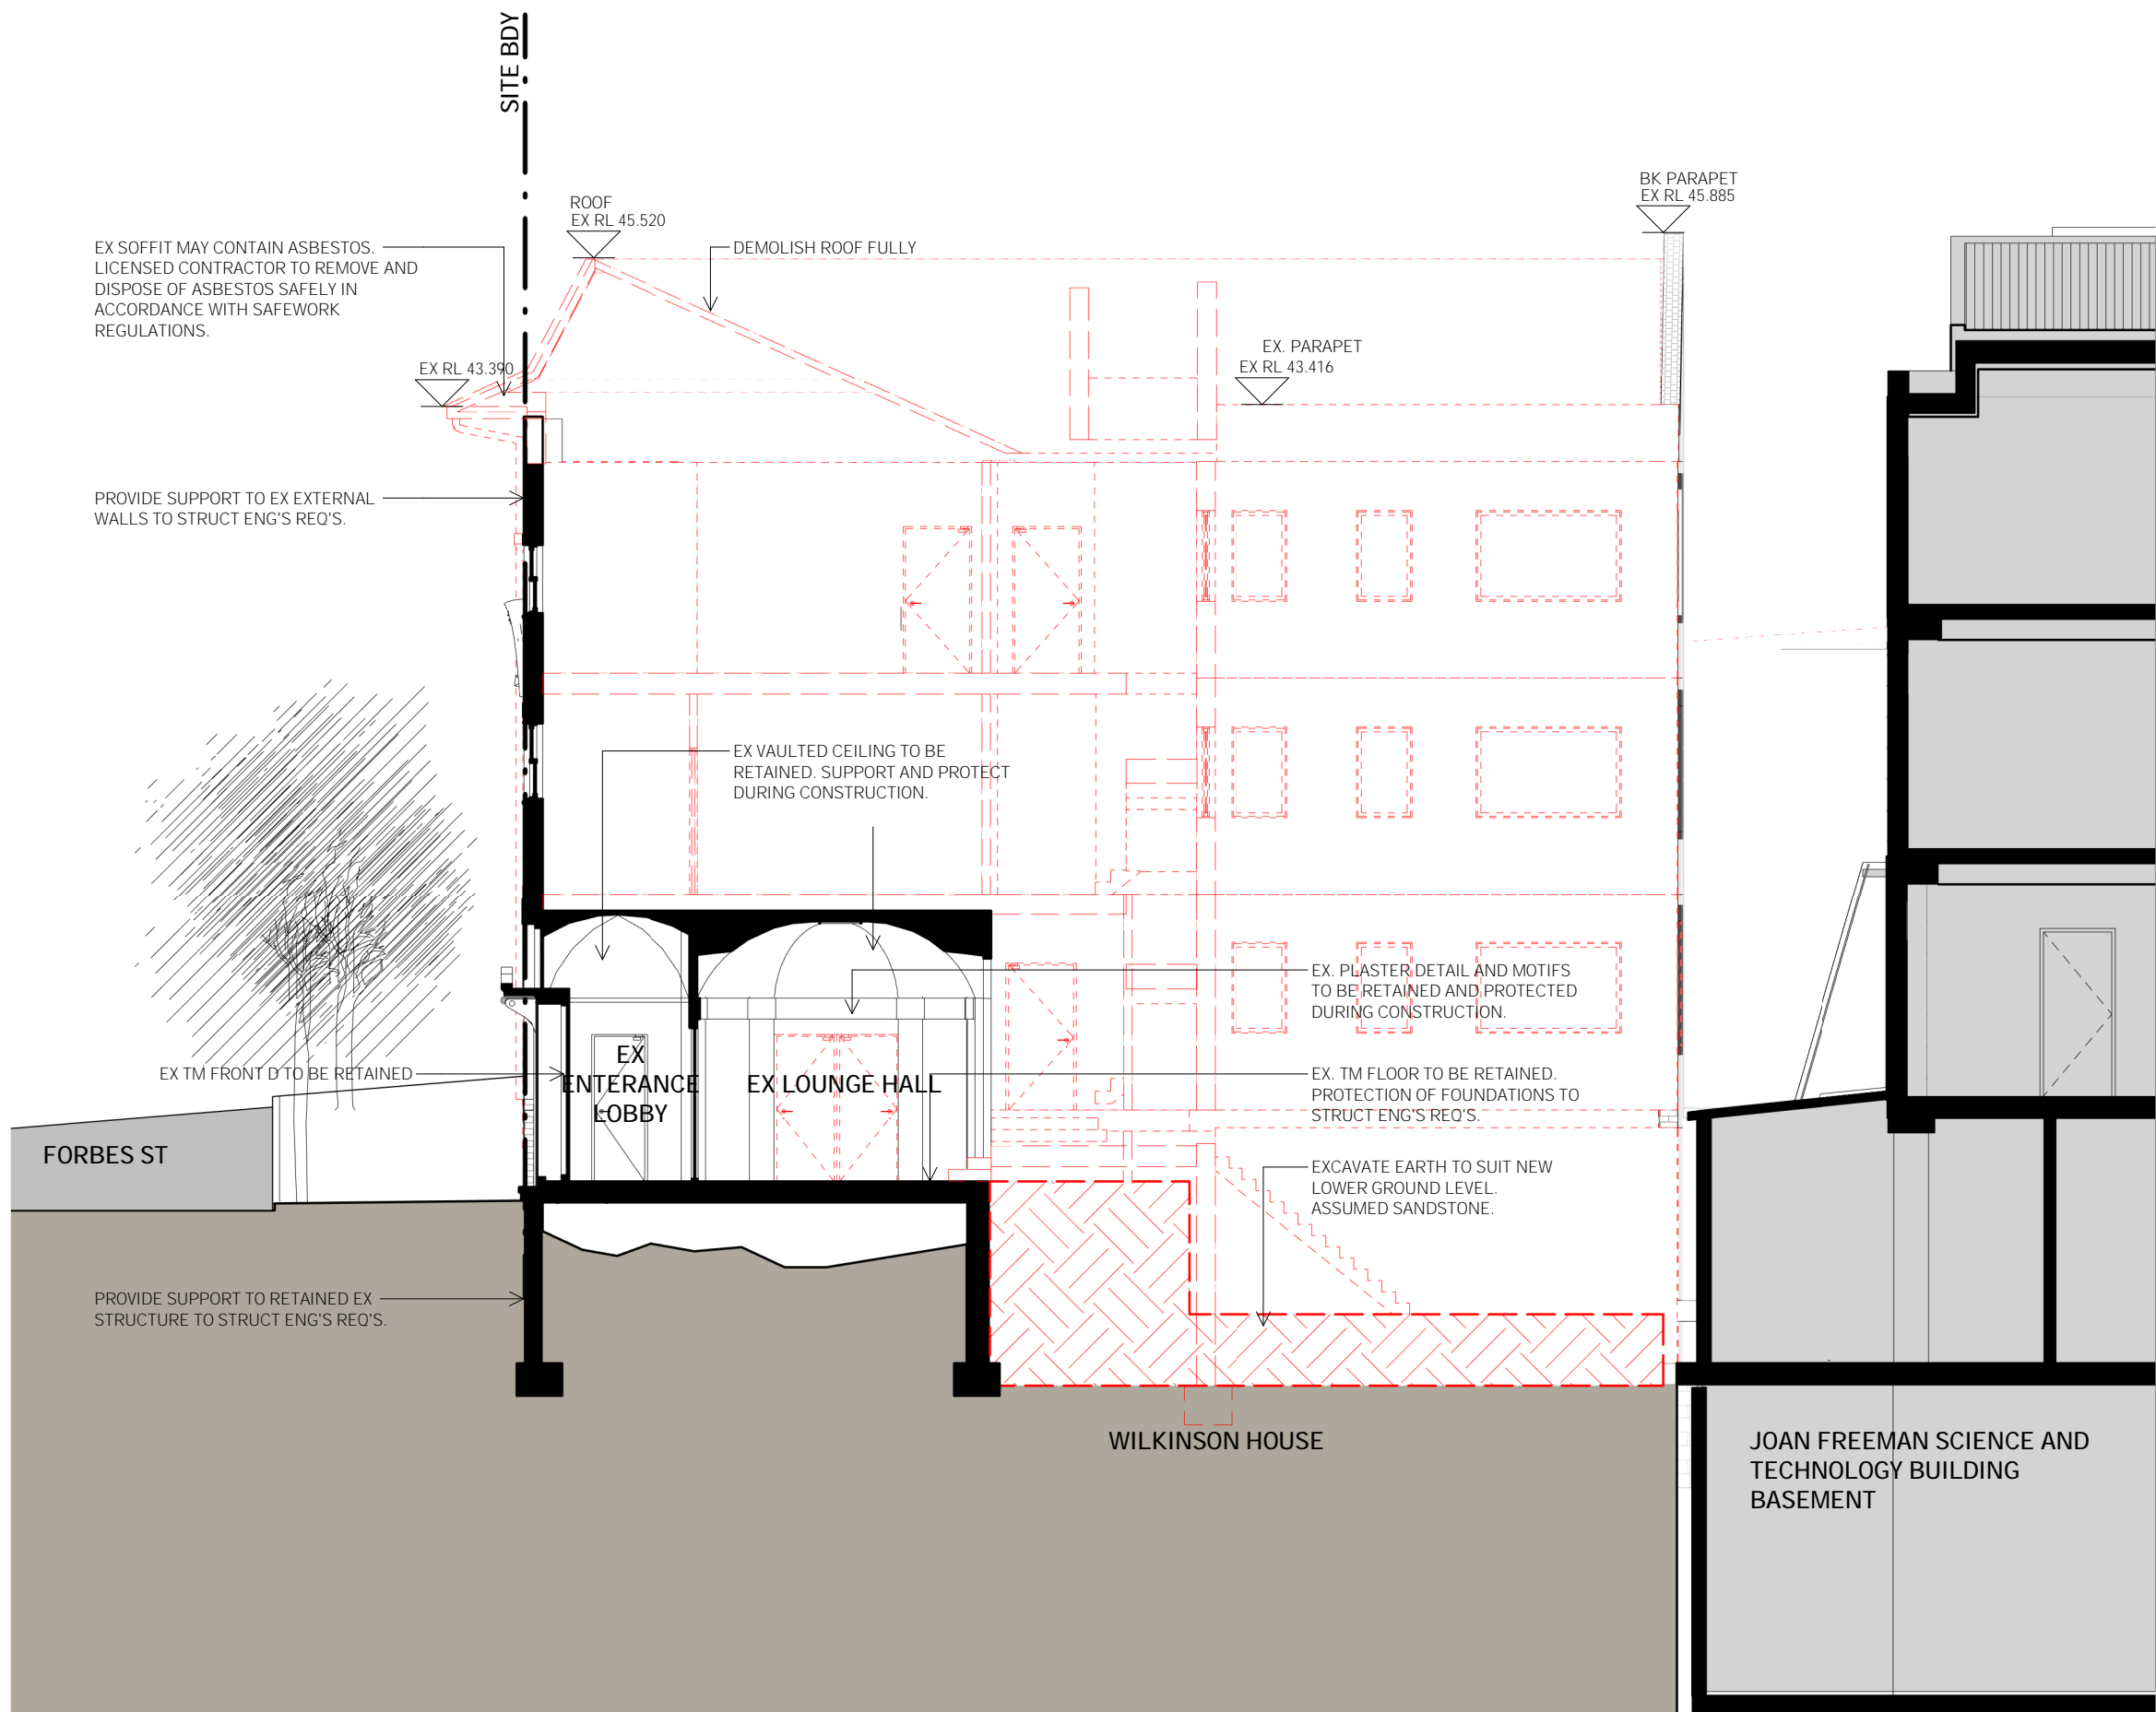 SITE BDY
BK PARAPET
EX RL 45.885
ROOF
EX RL 45.520
EX SOFFIT MAY CONTAIN ASBESTOS.
LICENSED CONTRACTOR TO REMOVE AND
DISPOSE OF ASBESTOS SAFELY IN
ACCORDANCE WITH SAFEWORK
REGULATIONS.
DEMOLISH ROOF FULLY
EX. PARAPET
EX RL 43.416
EX RL 43.390
PROVIDE SUPPORT TO EX EXTERNAL
WALLS TO STRUCT ENG'S REQ'S.
EX VAULTED CEILING TO BE
RETAINED. SUPPORT AND PROTECT
DURING CONSTRUCTION.
EX. PLASTER DETAIL AND MOTIFS
TO BE RETAINED AND PROTECTED
DURING CONSTRUCTION.
EX TM FRONT D TO BE RETAINED
EX
ENTERANCE
LOBBY
EX LOUNGE HALL
EX. TM FLOOR TO BE RETAINED.
PROTECTION OF FOUNDATIONS TO
STRUCT ENG'S REQ'S.
FORBES ST
EXCAVATE EARTH TO SUIT NEW
LOWER GROUND LEVEL.
ASSUMED SANDSTONE.
PROVIDE SUPPORT TO RETAINED EX
STRUCTURE TO STRUCT ENG'S REQ'S.
WILKINSON HOUSE
JOAN FREEMAN SCIENCE AND
TECHNOLOGY BUILDING
BASEMENT